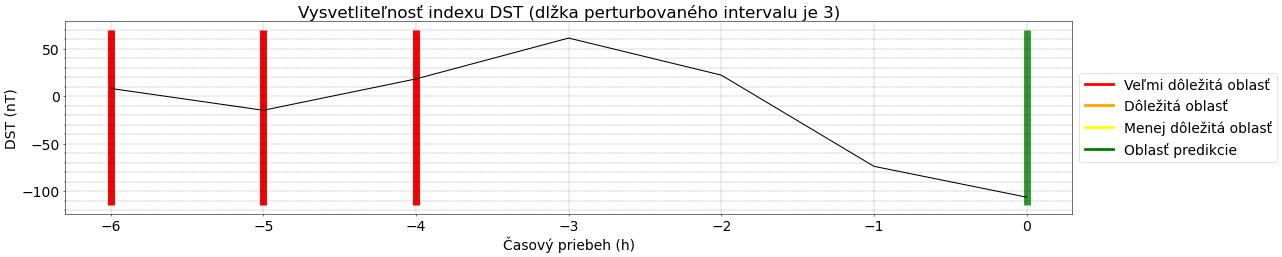 Vysvetliteľnosť indexu DST (dlžka perturbovaného intervalu je 3)
DST (nT)
50
0
−50
−100
−6 −5 −4 −3 −2 −1 0
Časový priebeh (h)
Veľmi dôležitá oblasť
Dôležitá oblasť
Menej dôležitá oblasť
Oblasť predikcie